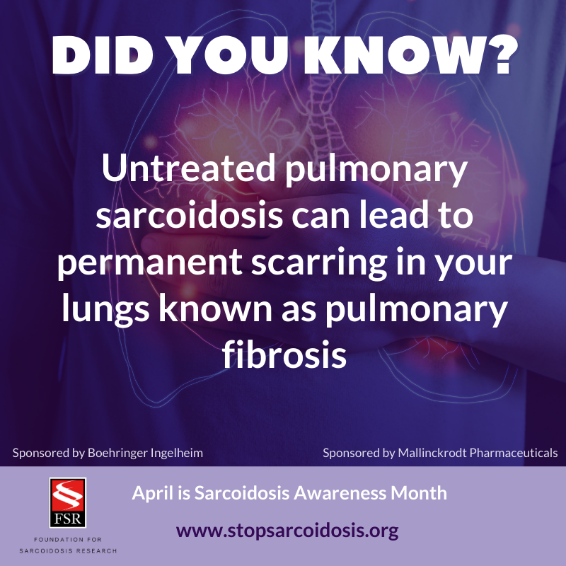 DID YOU KNOW?
Untreated pulmonary
sarcoidosis can lead to
permanent scarring in your
lungs known as pulmonary
fibrosis
Sponsored by Boehringer Ingelheim
Sponsored by Mallinckrodt Pharmaceuticals
April is Sarcoidosis Awareness Month
FSR
FOUNDATION FOR
SARCOIDOSIS RESEARCH
www.stopsarcoidosis.org